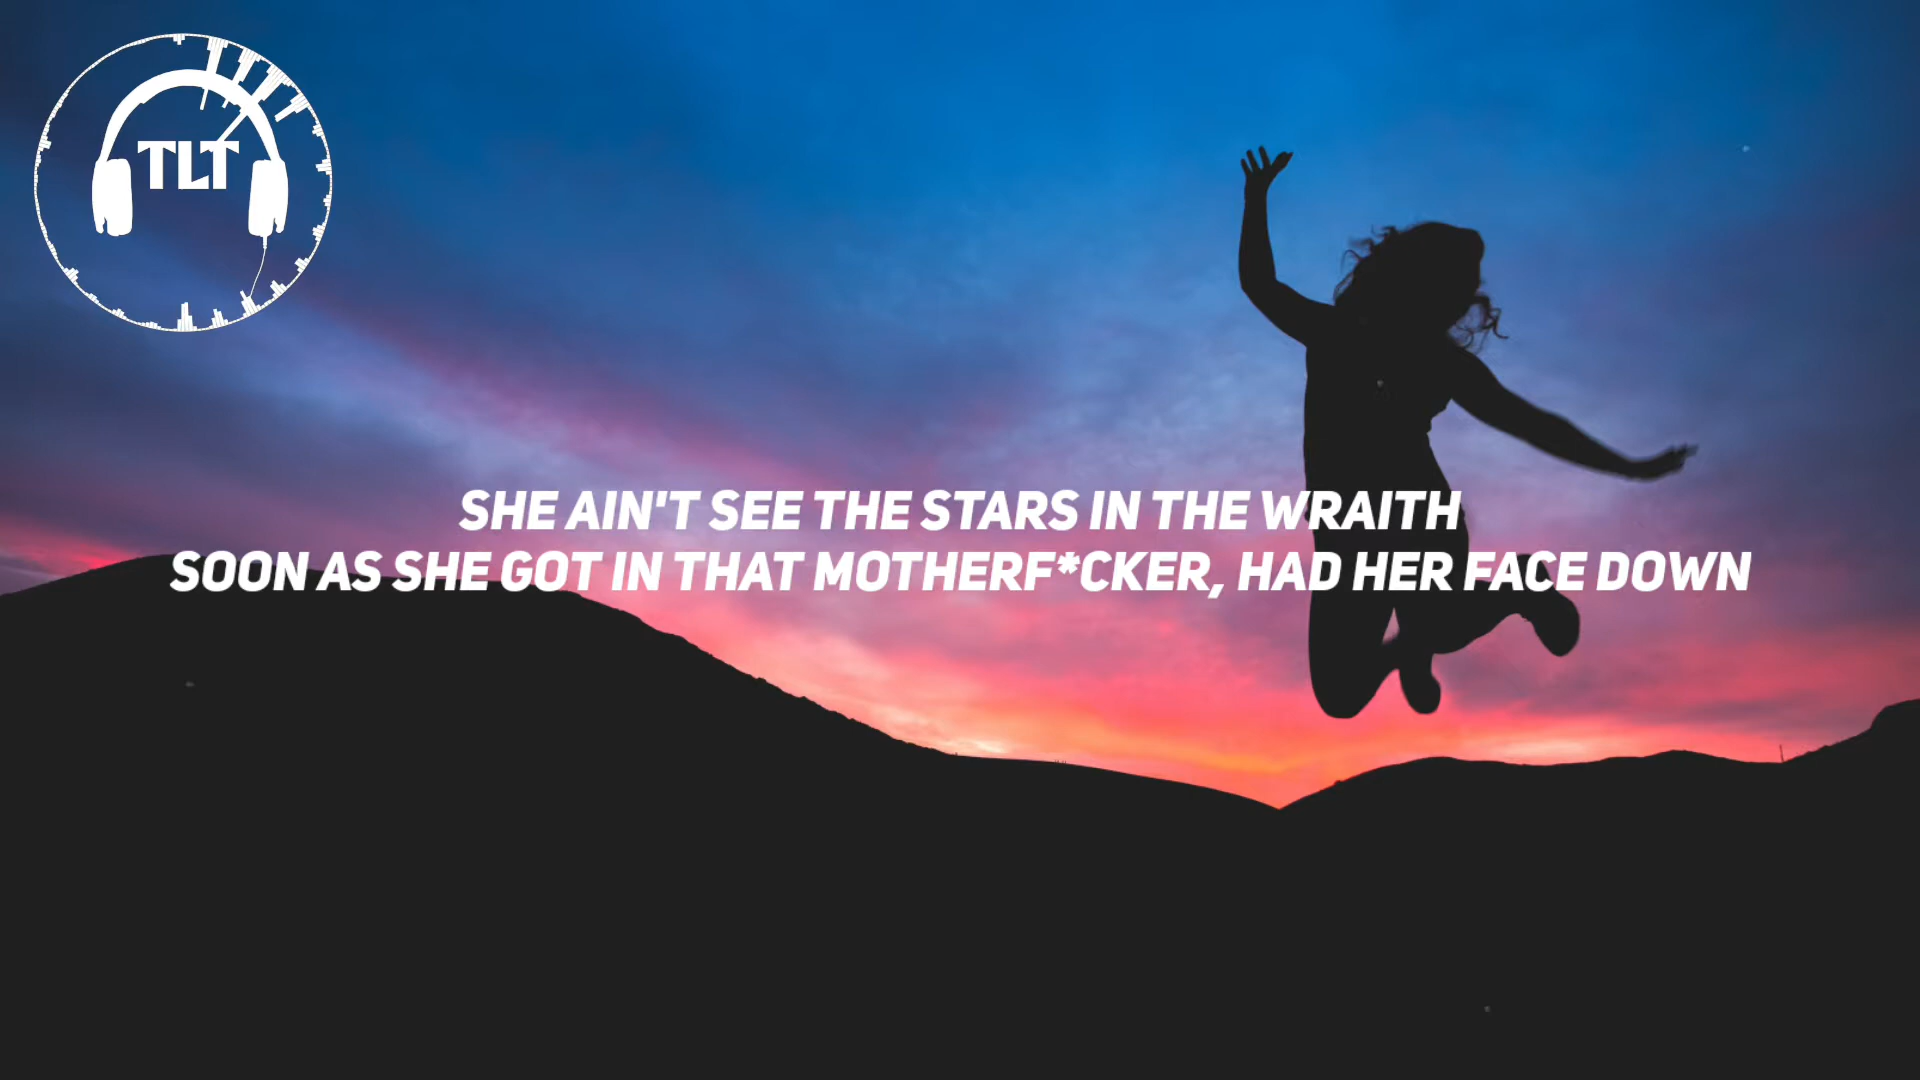 TLT
SHE AIN'T SEE THE STARS IN THE WRAITH
SOON AS SHE GOT IN THAT MOTHERF*CKER, HAD HER FACE DOWN